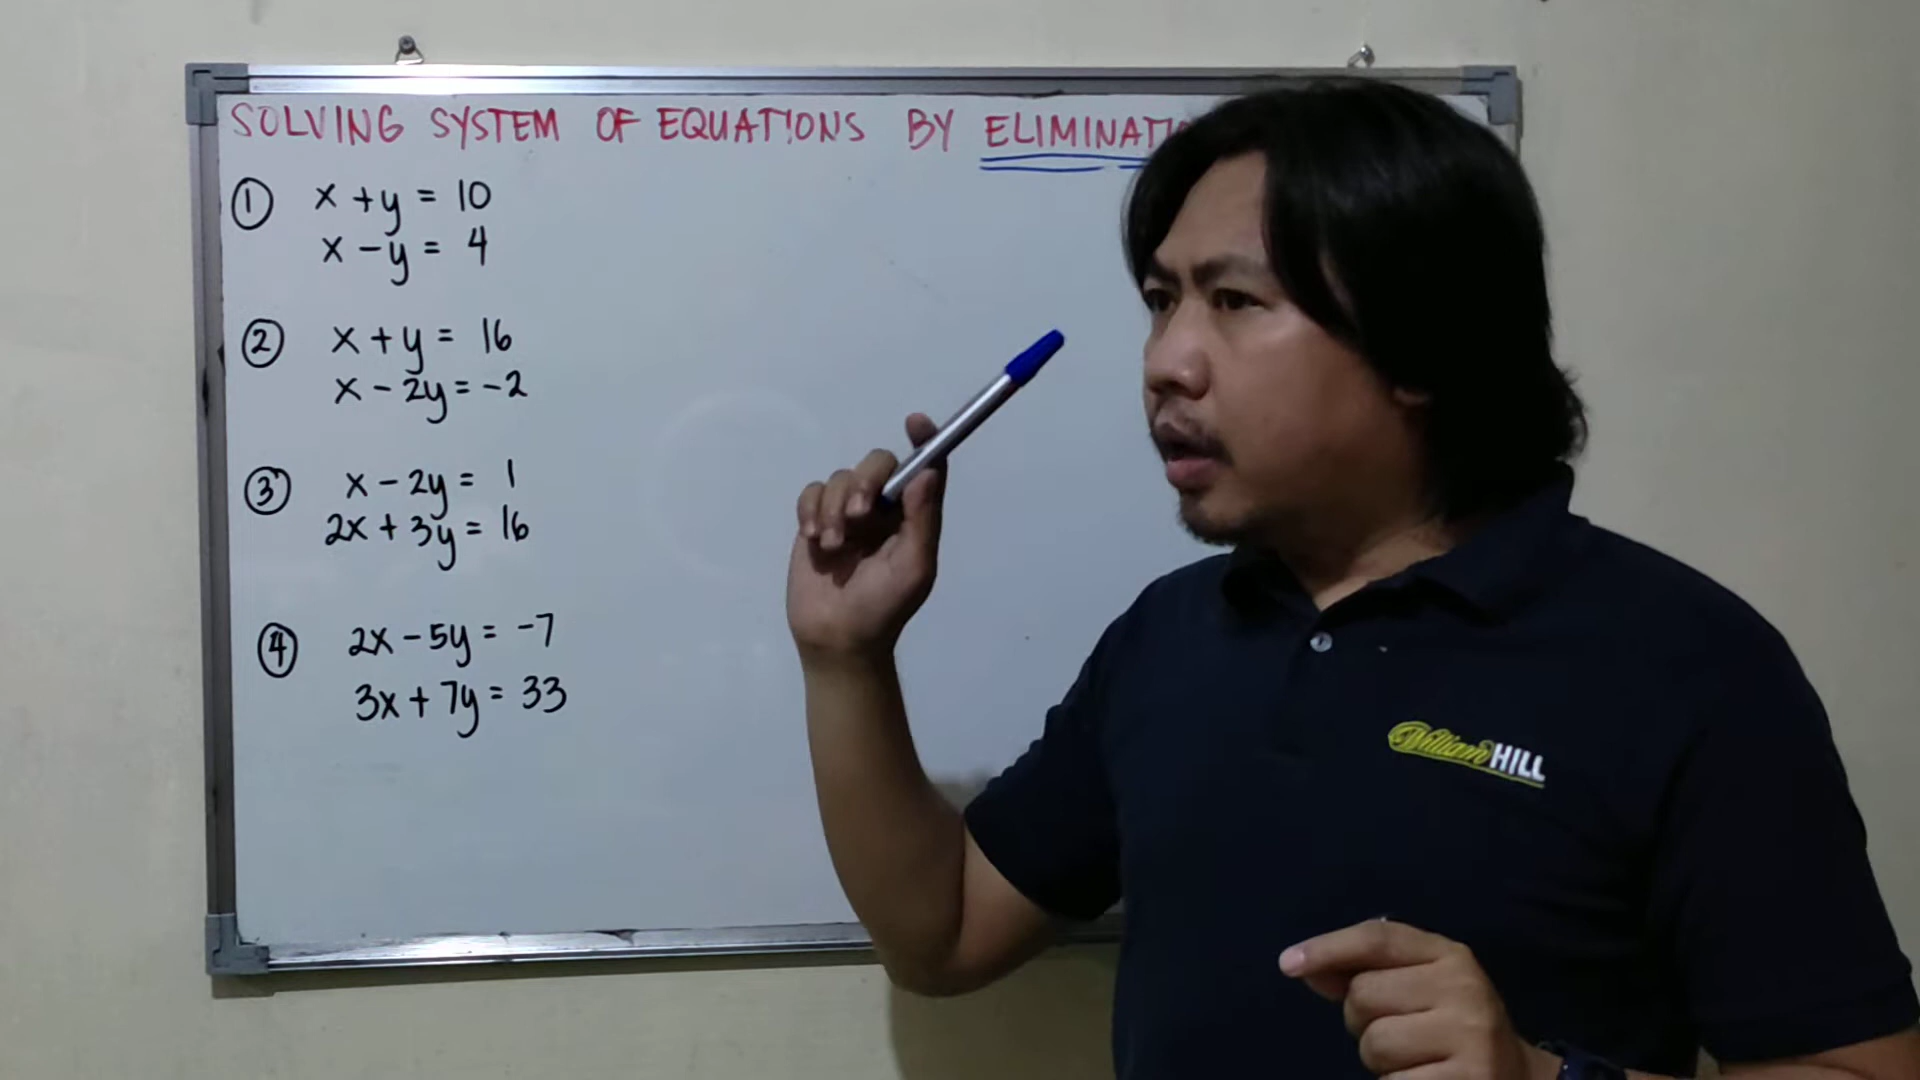 SOLVING SYSTEM OF EQUATIONS BY
① x + y = 10
x - y = 4
② x + y = 16
x - 2y = -2
③ x - 2y = 1
2x + 3y = 16
④ 2x - 5y = -7
3x + 7y = 33
William HILL